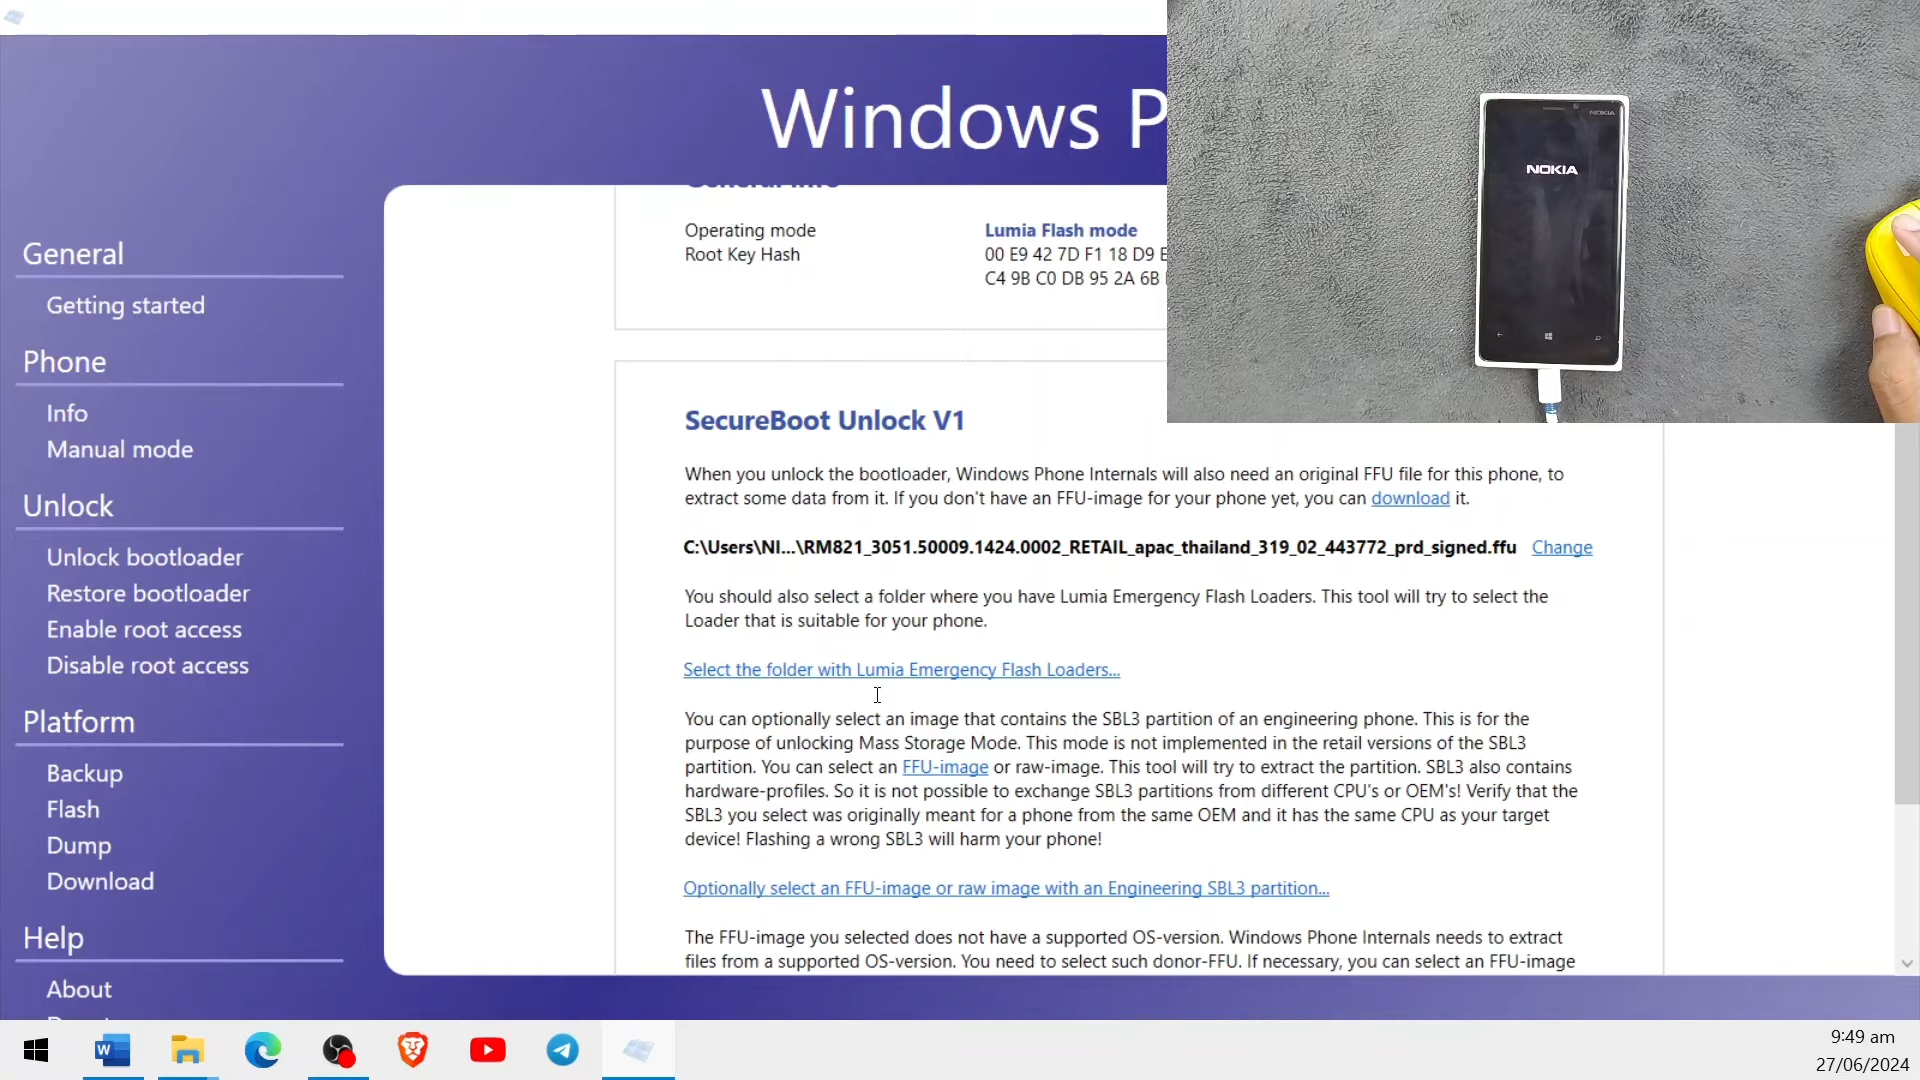 Windows P
General
Getting started
Phone
Info
Manual mode
Unlock
Unlock bootloader
Restore bootloader
Enable root access
Disable root access
Platform
Backup
Flash
Dump
Download
Help
About
General Info
Operating mode
Lumia Flash mode
Root Key Hash
00 E9 42 7D F1 18 D9 E
C4 9B C0 DB 95 2A 6B
SecureBoot Unlock V1
When you unlock the bootloader, Windows Phone Internals will also need an original FFU file for this phone, to
extract some data from it. If you don't have an FFU-image for your phone yet, you can download it.
C:\Users\NI...\RM821_3051.50009.1424.0002_RETAIL_apac_thailand_319_02_443772_prd_signed.ffu Change
You should also select a folder where you have Lumia Emergency Flash Loaders. This tool will try to select the
Loader that is suitable for your phone.
Select the folder with Lumia Emergency Flash Loaders...
You can optionally select an image that contains the SBL3 partition of an engineering phone. This is for the
purpose of unlocking Mass Storage Mode. This mode is not implemented in the retail versions of the SBL3
partition. You can select an FFU-image or raw-image. This tool will try to extract the partition. SBL3 also contains
hardware-profiles. So it is not possible to exchange SBL3 partitions from different CPU's or OEM's! Verify that the
SBL3 you select was originally meant for a phone from the same OEM and it has the same CPU as your target
device! Flashing a wrong SBL3 will harm your phone!
Optionally select an FFU-image or raw image with an Engineering SBL3 partition...
The FFU-image you selected does not have a supported OS-version. Windows Phone Internals needs to extract
files from a supported OS-version. You need to select such donor-FFU. If necessary, you can select an FFU-image
NOKIA
NOKIA
W
9:49 am
27/06/2024